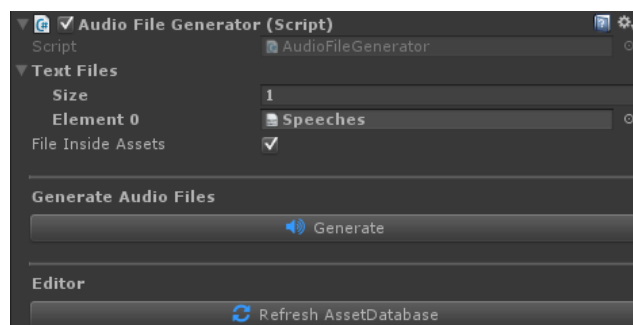 Audio File Generator (Script)
Script AudioFileGenerator
Text Files
Size 1
Element 0 Speeches
File Inside Assets
Generate Audio Files
Generate
Editor
Refresh AssetDatabase